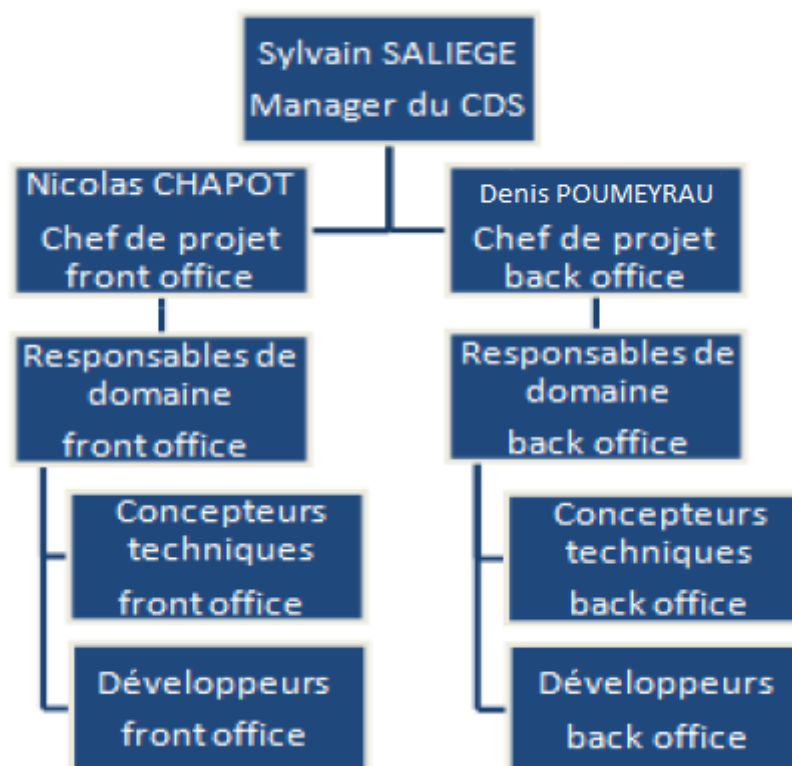 Sylvain SALIEGE
Manager du CDS
Nicolas CHAPOT
Chef de projet
front office
Denis POUMEYRAU
Chef de projet
back office
Responsables de
domaine
front office
Responsables de
domaine
back office
Concepteurs
techniques
front office
Concepteurs
techniques
back office
Développeurs
front office
Développeurs
back office